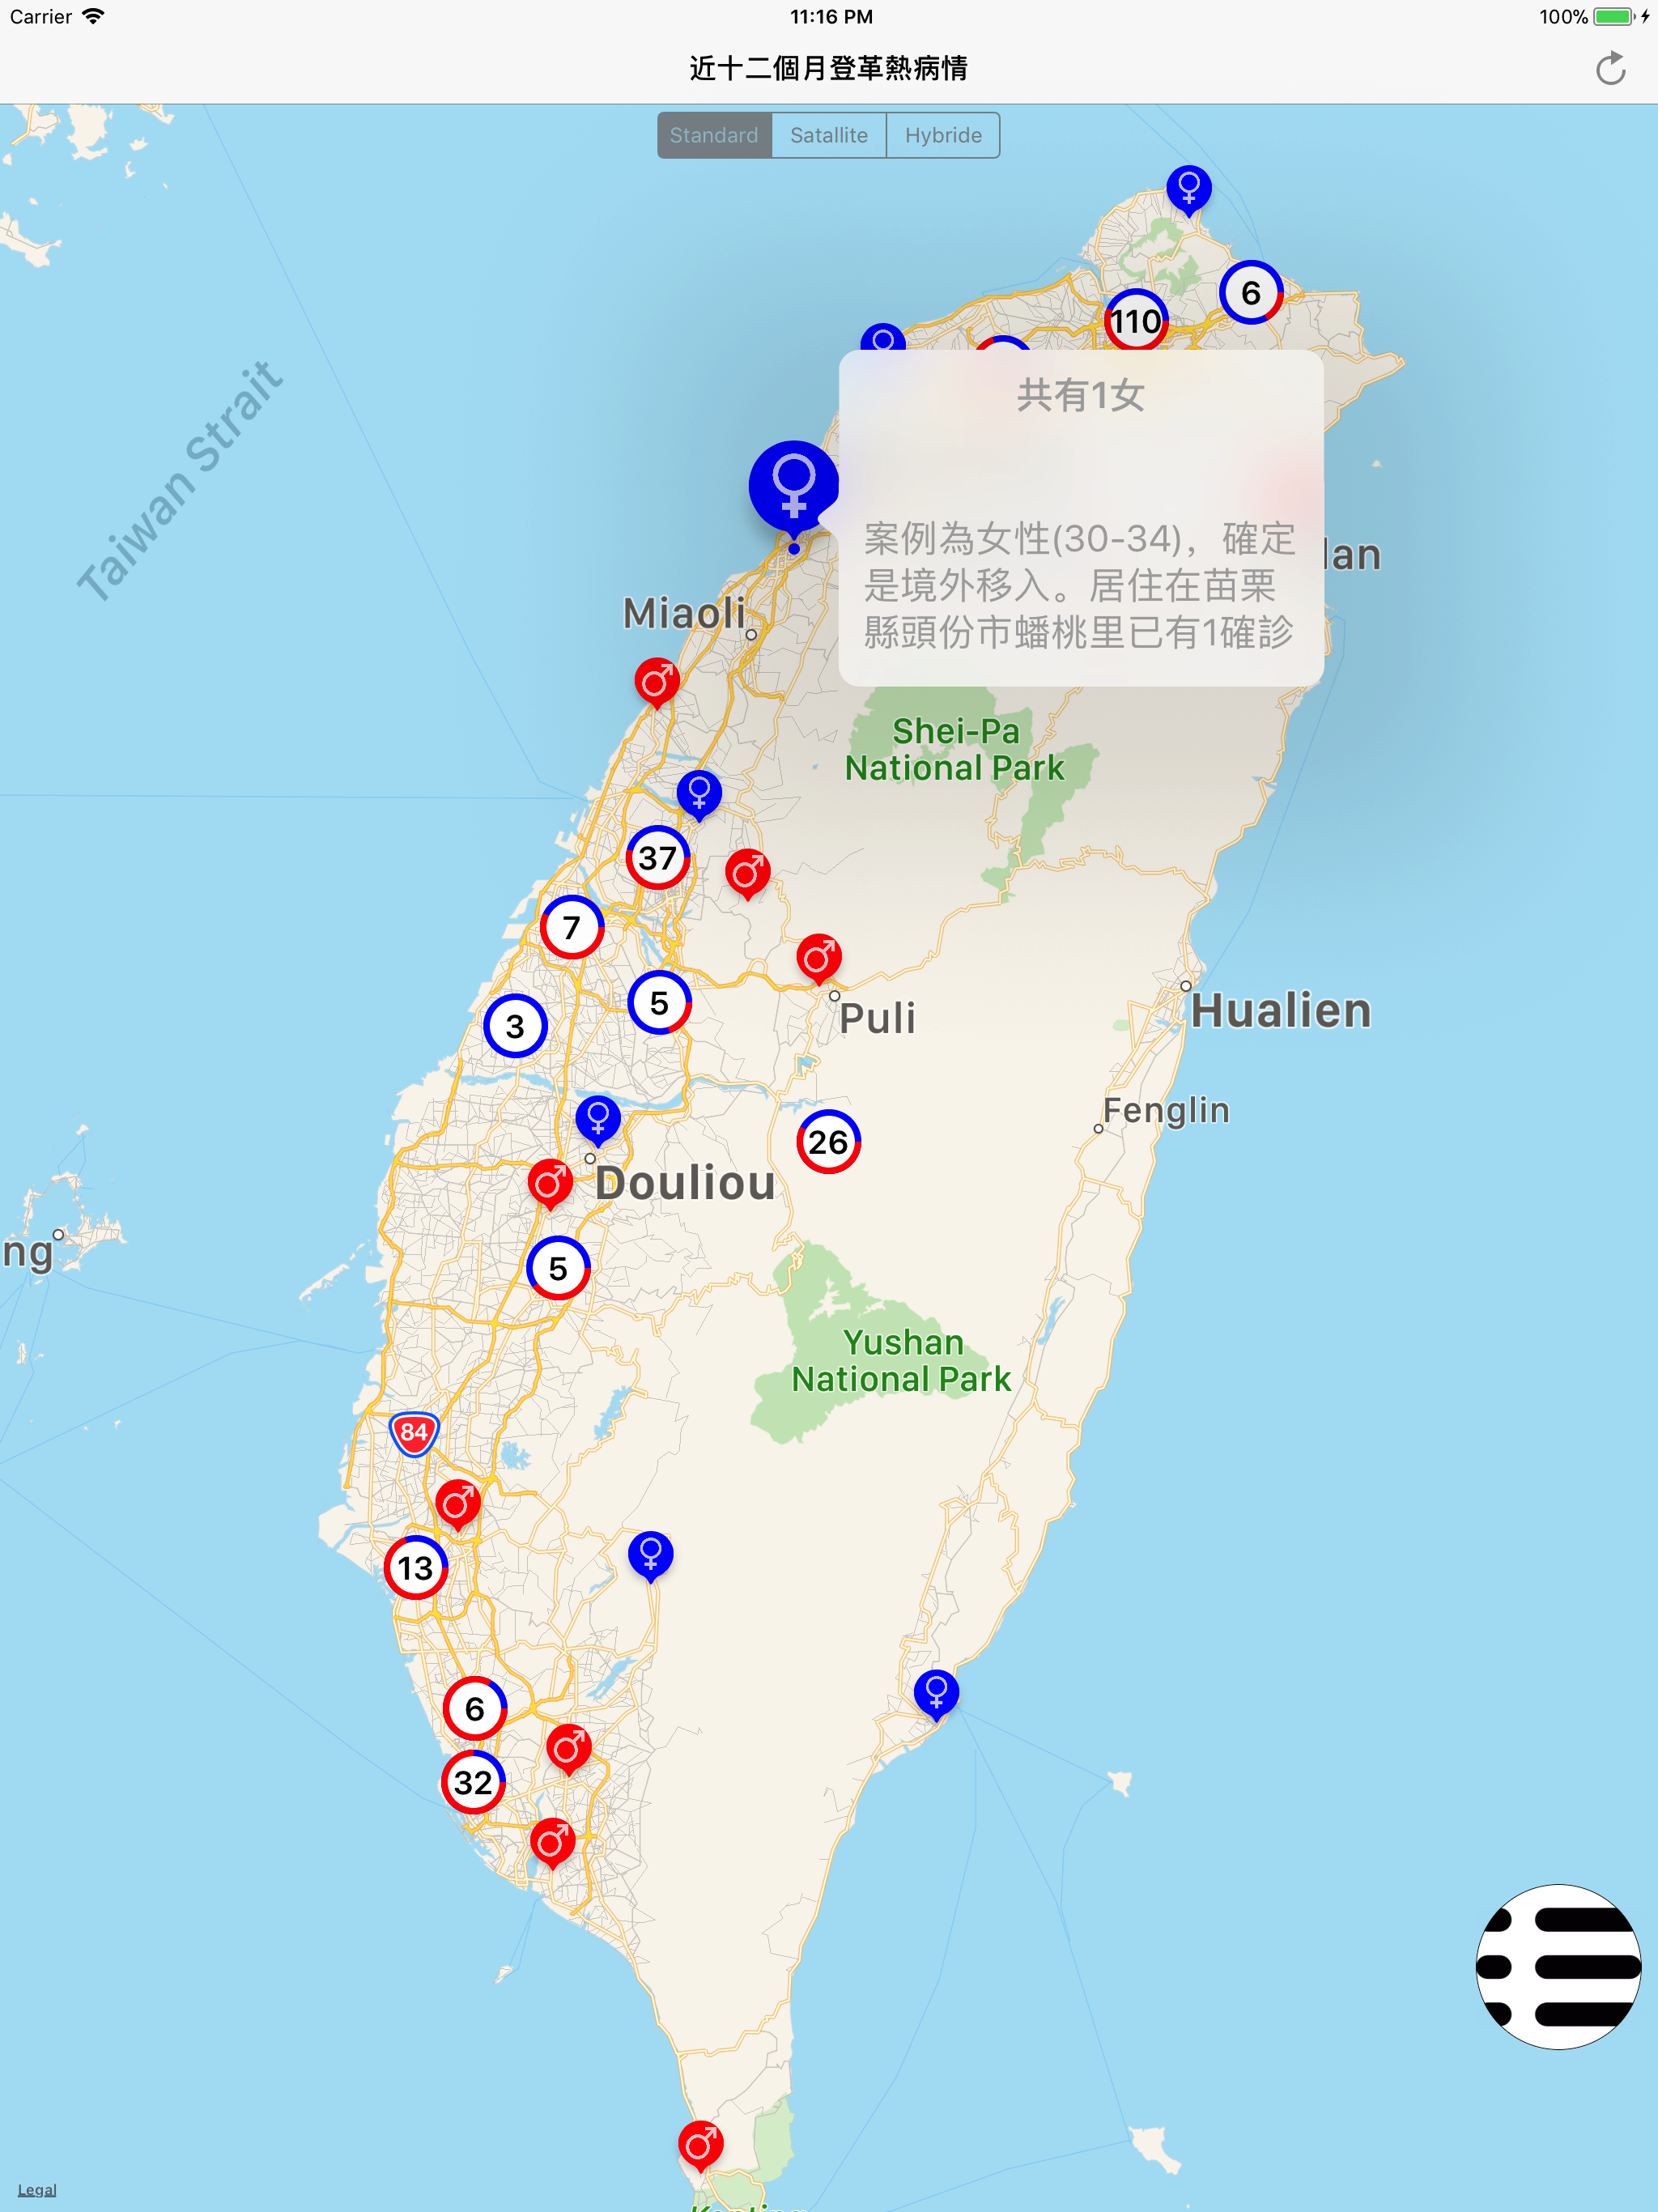 Carrier 11:16 PM 100%
近十二個月登革熱病情
Standard Satallite Hybride
6
110
共有1女
Taiwan Strait
案例為女性(30-34)，確定
是境外移入。居住在苗栗
縣頭份市蟠桃里已有1確診
lan
Miaoli
Shei-Pa
National Park
37
7
5
3
Puli
Hualien
Fenglin
26
Douliou
ng
5
Yushan
National Park
84
13
6
32
Legal